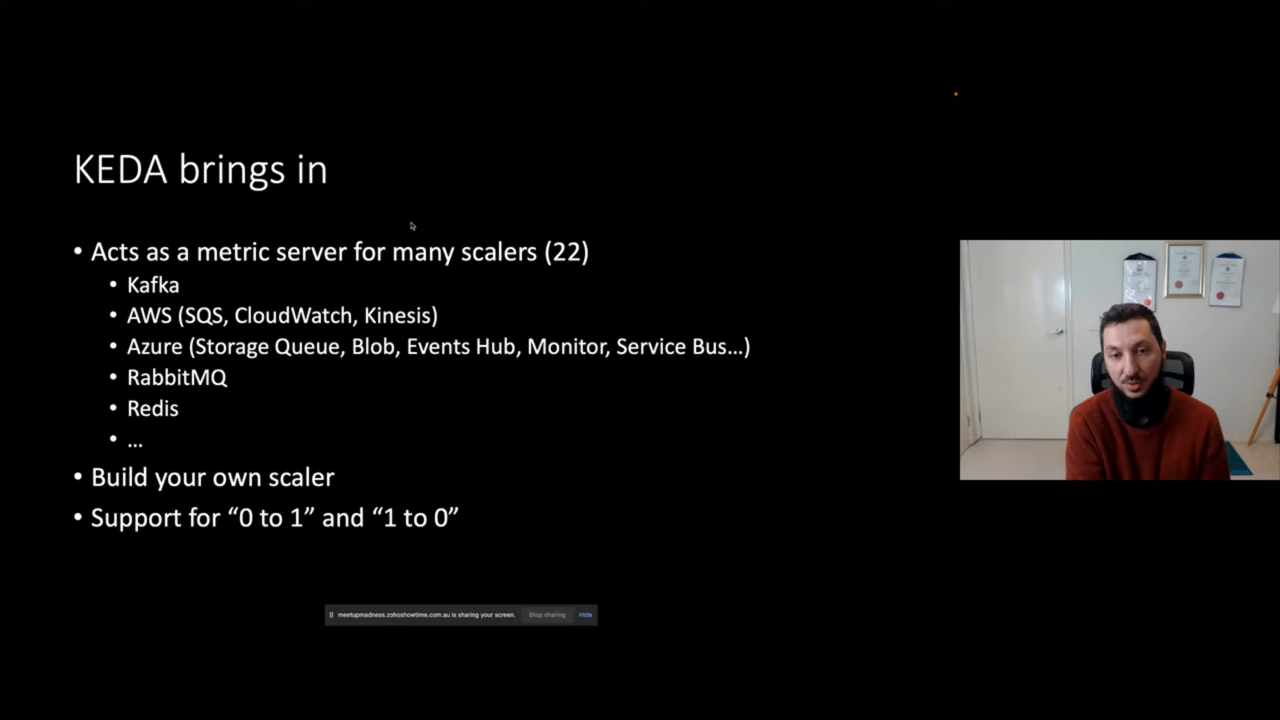 KEDA brings in
• Acts as a metric server for many scalers (22)
• Kafka
• AWS (SQS, CloudWatch, Kinesis)
• Azure (Storage Queue, Blob, Events Hub, Monitor, Service Bus…)
• RabbitMQ
• Redis
• …
• Build your own scaler
• Support for “0 to 1” and “1 to 0”
meetupmadness.zohoshowtime.com.au is sharing your screen. Stop sharing Hide